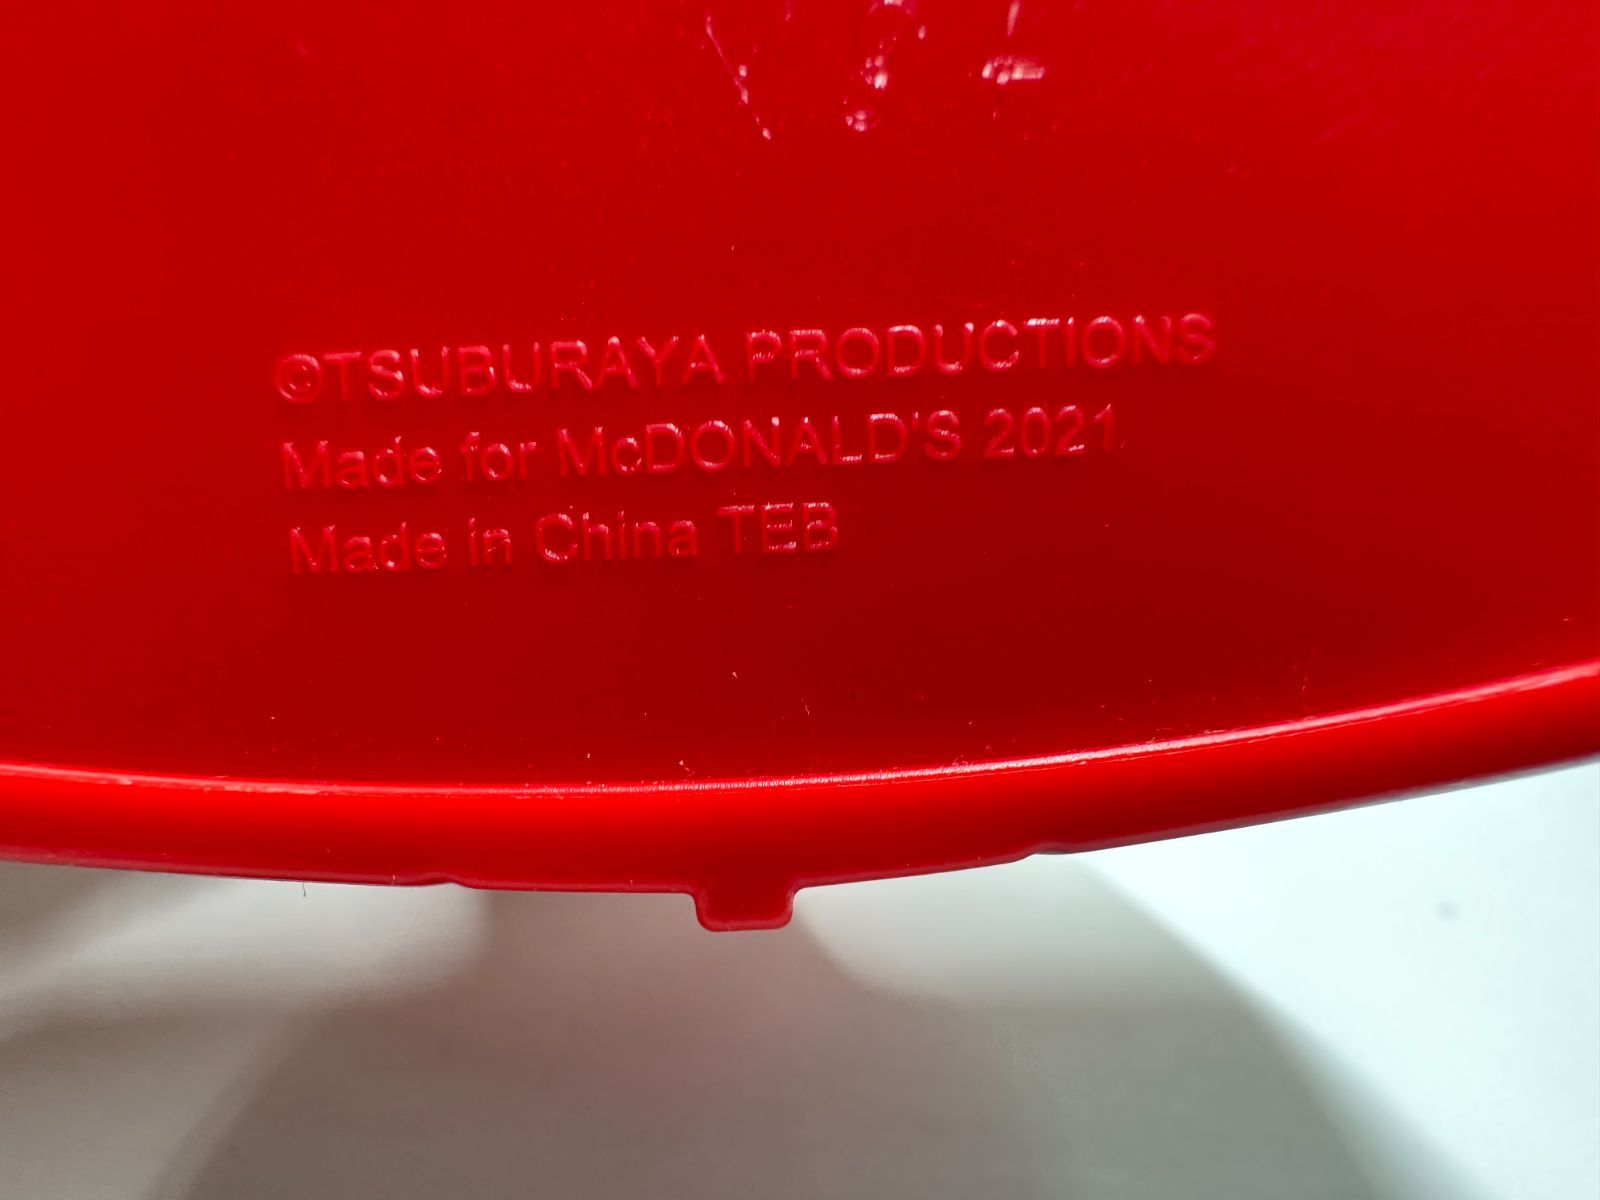 ©TSUBURAYA PRODUCTIONS
Made for McDONALD'S 2021
Made in China TEB